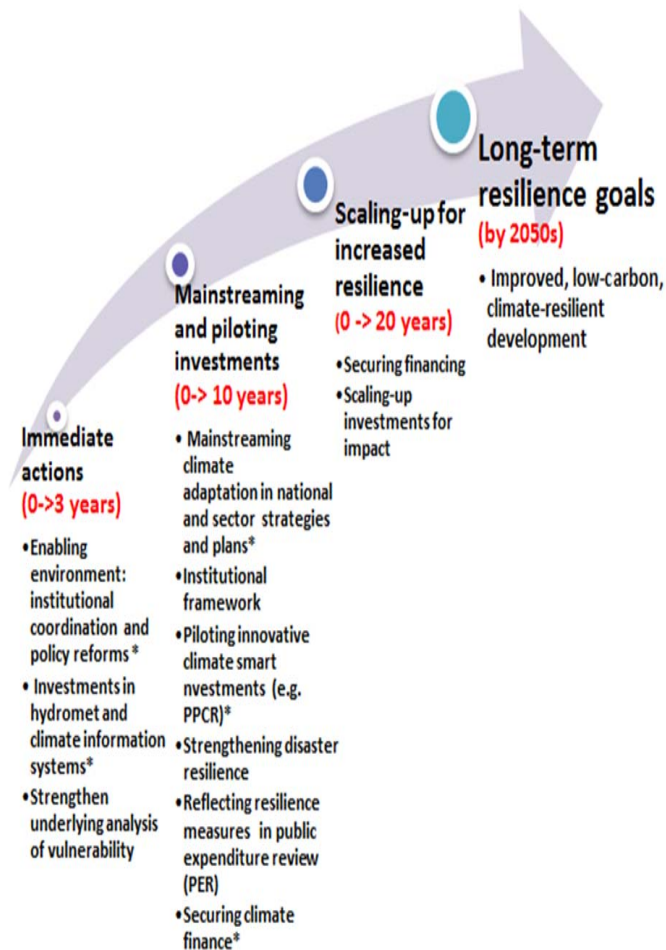 Immediate
actions
(0->3 years)
•Enabling
environment:
institutional
coordination and
policy reforms *
• Investments in
hydromet and
climate information
systems*
•Strengthen
underlying analysis
of vulnerability
Mainstreaming
and piloting
investments
(0-> 10 years)
• Mainstreaming
climate
adaptation in national
and sector strategies
and plans*
•Institutional
framework
•Piloting innovative
climate smart
nvestments (e.g.
PPCR)*
•Strengthening disaster
resilience
•Reflecting resilience
measures in public
expenditure review
(PER)
•Securing climate
finance*
Scaling-up for
increased
resilience
(0 -> 20 years)
•Securing financing
•Scaling-up
investments for
impact
Long-term
resilience goals
(by 2050s)
• Improved, low-carbon,
climate-resilient
development